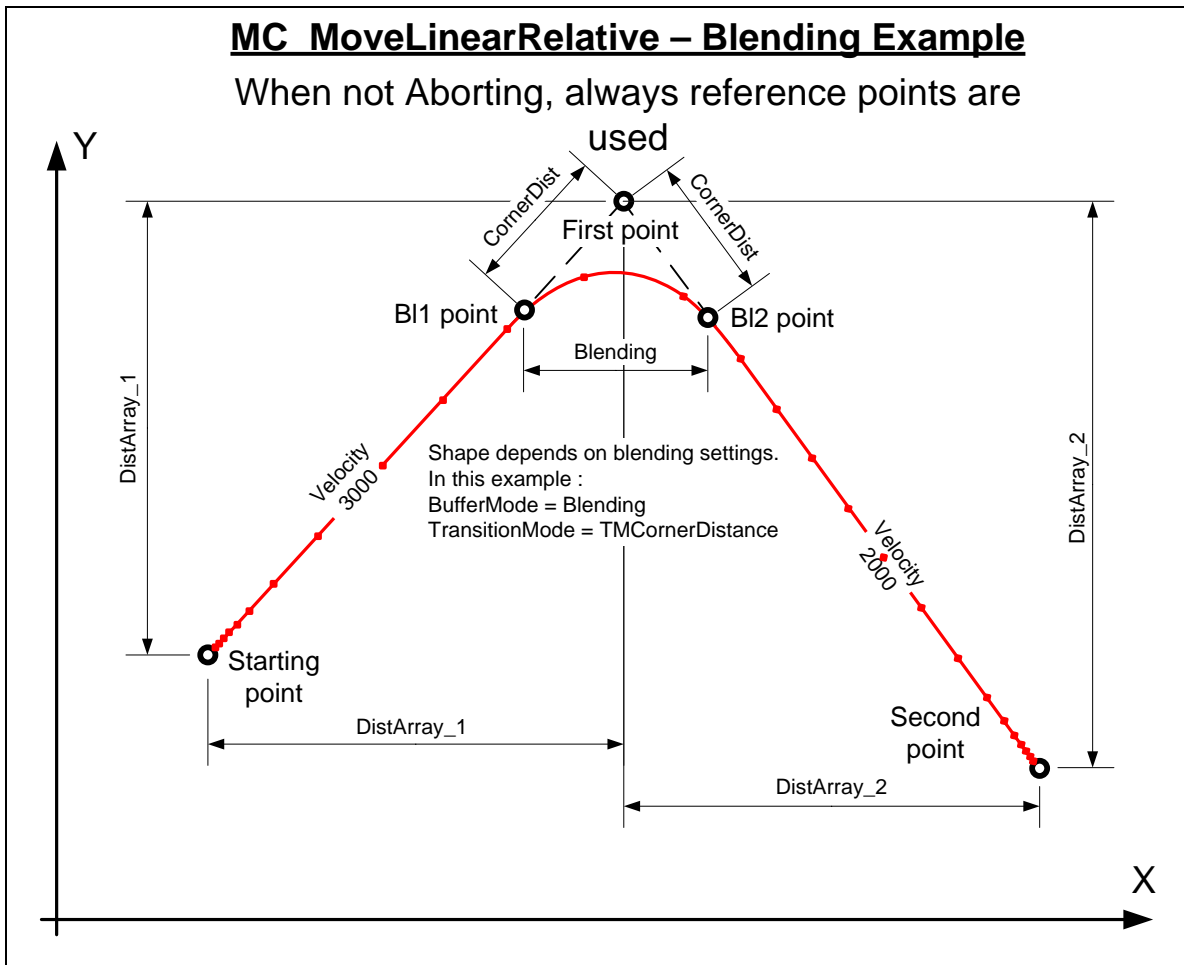 MC_MoveLinearRelative – Blending Example
When not Aborting, always reference points are
used
Y
CornerDist
CornerDist
First point
Bl1 point
Bl2 point
Blending
DistArray_1
DistArray_2
Velocity
3000
Shape depends on blending settings.
In this example :
BufferMode = Blending
TransitionMode = TMCornerDistance
Velocity
2000
Starting
point
Second
point
DistArray_1
DistArray_2
X